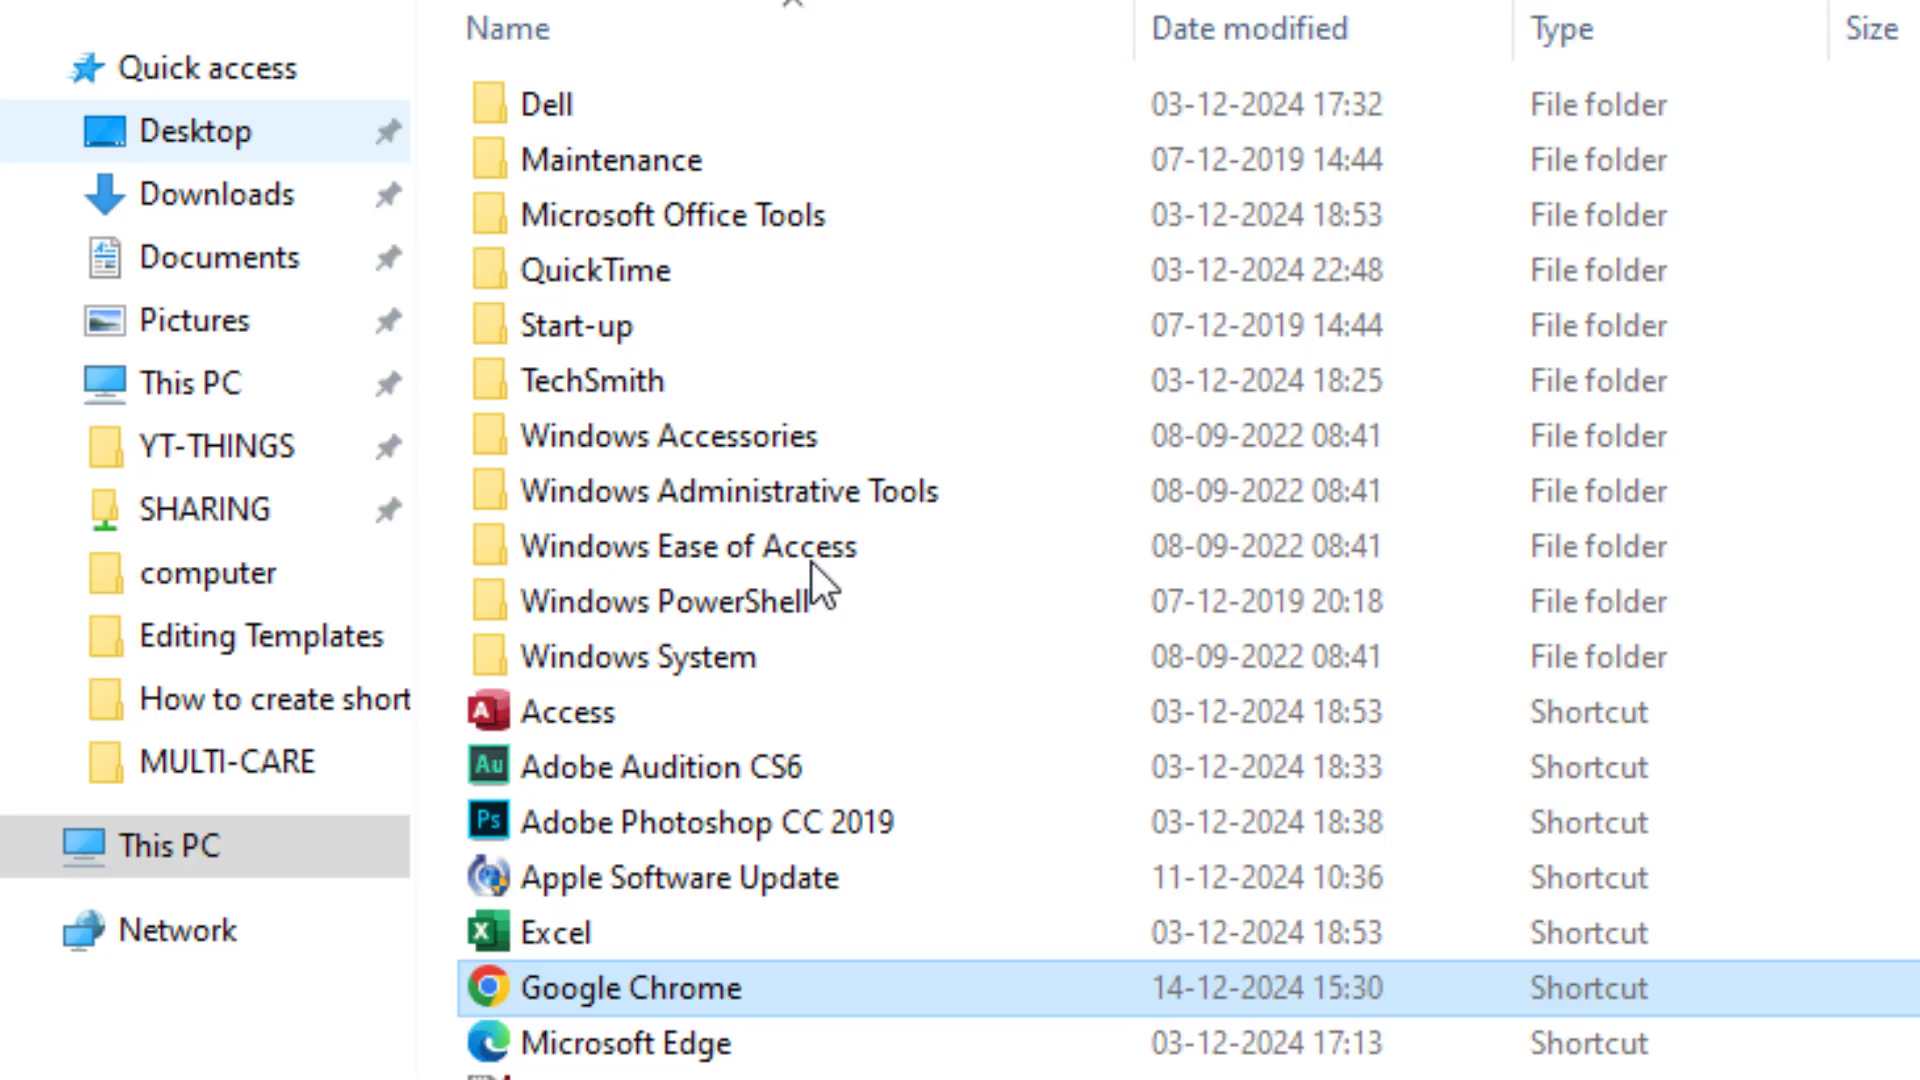 Name Date modified Type Size
Quick access
Desktop
Downloads
Documents
Pictures
This PC
YT-THINGS
SHARING
computer
Editing Templates
How to create short
MULTI-CARE
This PC
Network
Dell 03-12-2024 17:32 File folder
Maintenance 07-12-2019 14:44 File folder
Microsoft Office Tools 03-12-2024 18:53 File folder
QuickTime 03-12-2024 22:48 File folder
Start-up 07-12-2019 14:44 File folder
TechSmith 03-12-2024 18:25 File folder
Windows Accessories 08-09-2022 08:41 File folder
Windows Administrative Tools 08-09-2022 08:41 File folder
Windows Ease of Access 08-09-2022 08:41 File folder
Windows PowerShell 07-12-2019 20:18 File folder
Windows System 08-09-2022 08:41 File folder
A Access 03-12-2024 18:53 Shortcut
Au Adobe Audition CS6 03-12-2024 18:33 Shortcut
Ps Adobe Photoshop CC 2019 03-12-2024 18:38 Shortcut
Apple Software Update 11-12-2024 10:36 Shortcut
X Excel 03-12-2024 18:53 Shortcut
Google Chrome 14-12-2024 15:30 Shortcut
Microsoft Edge 03-12-2024 17:13 Shortcut